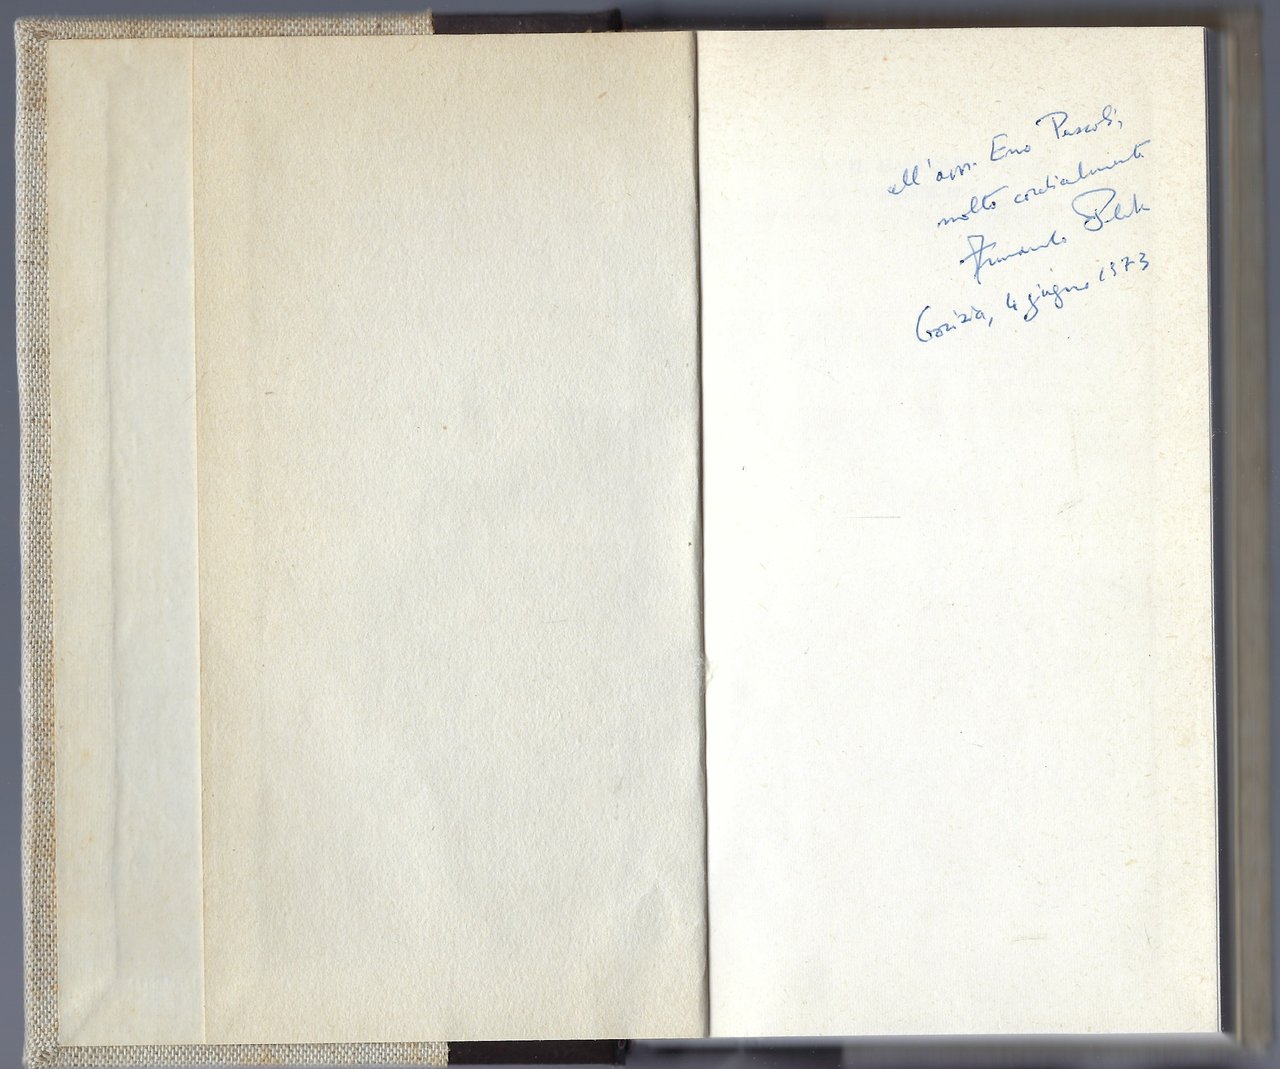 all'avv. Eno Pascoli,
molto cordialmente
Gorizia, 4 giugno 1973